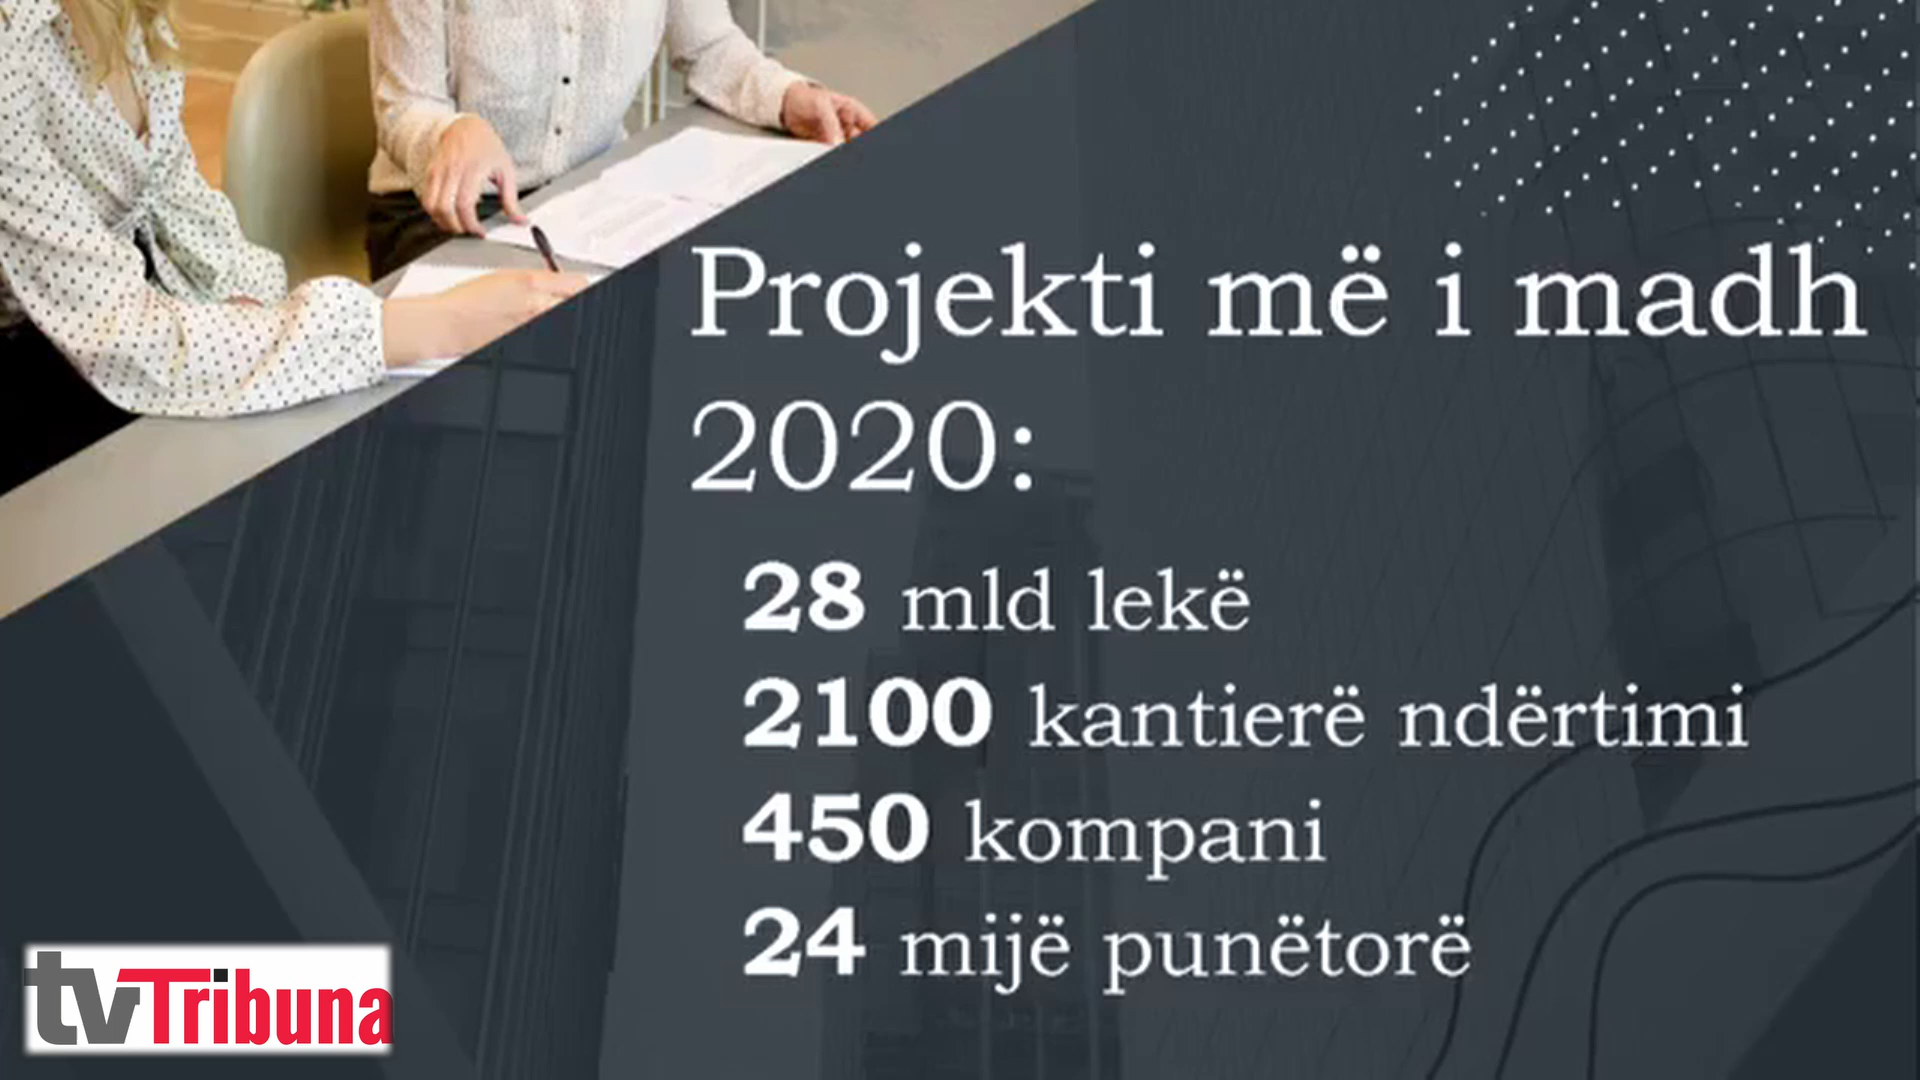 Projekti më i madh
2020:
28 mld lekë
2100 kantierë ndërtimi
450 kompani
24 mijë punëtorë
tvTribuna